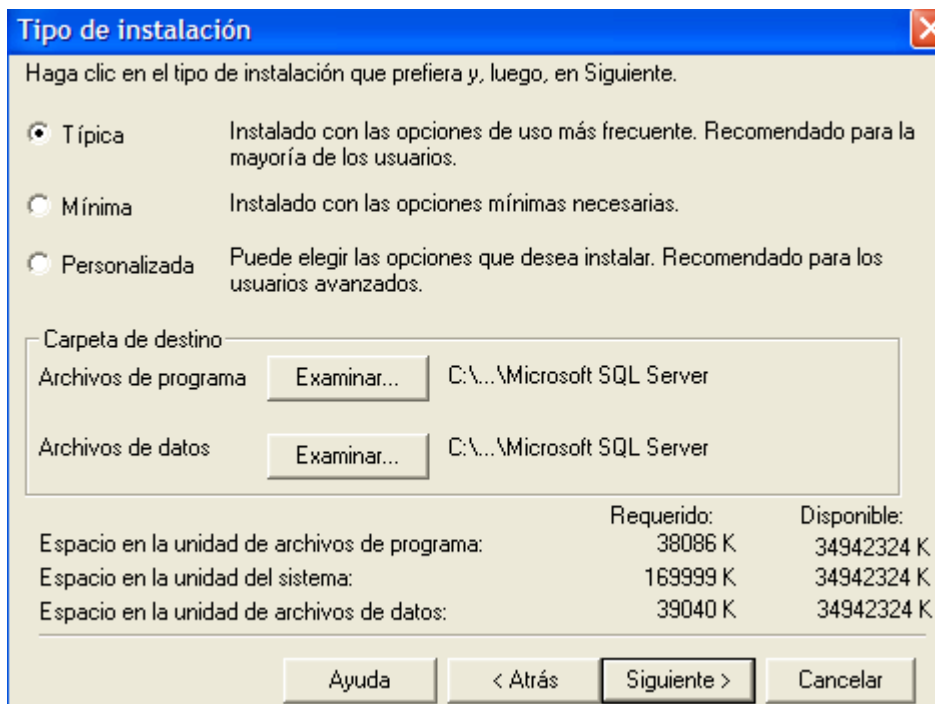 Tipo de instalación
Haga clic en el tipo de instalación que prefiera y, luego, en Siguiente.
Típica
Instalado con las opciones de uso más frecuente. Recomendado para la
mayoría de los usuarios.
Mínima
Instalado con las opciones mínimas necesarias.
Personalizada
Puede elegir las opciones que desea instalar. Recomendado para los
usuarios avanzados.
Carpeta de destino
Archivos de programa
Examinar...
C:\...\Microsoft SQL Server
Archivos de datos
Examinar...
C:\...\Microsoft SQL Server
Requerido: Disponible:
Espacio en la unidad de archivos de programa: 38086 K 34942324 K
Espacio en la unidad del sistema: 169999 K 34942324 K
Espacio en la unidad de archivos de datos: 39040 K 34942324 K
Ayuda
< Atrás
Siguiente >
Cancelar